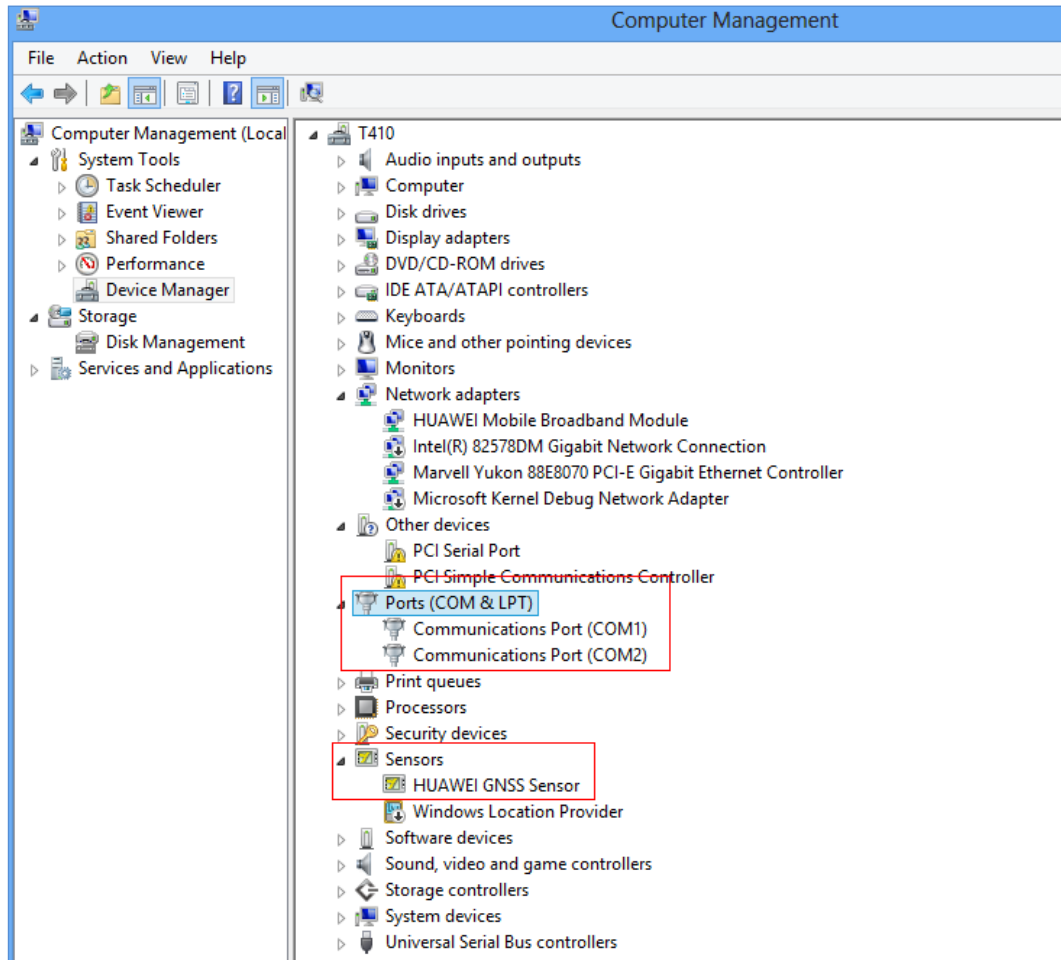 Computer Management
File Action View Help
Computer Management (Local
System Tools
Task Scheduler
Event Viewer
Shared Folders
Performance
Device Manager
Storage
Disk Management
Services and Applications
T410
Audio inputs and outputs
Computer
Disk drives
Display adapters
DVD/CD-ROM drives
IDE ATA/ATAPI controllers
Keyboards
Mice and other pointing devices
Monitors
Network adapters
HUAWEI Mobile Broadband Module
Intel(R) 82578DM Gigabit Network Connection
Marvell Yukon 88E8070 PCI-E Gigabit Ethernet Controller
Microsoft Kernel Debug Network Adapter
Other devices
PCI Serial Port
PCI Simple Communications Controller
Ports (COM & LPT)
Communications Port (COM1)
Communications Port (COM2)
Print queues
Processors
Security devices
Sensors
HUAWEI GNSS Sensor
Windows Location Provider
Software devices
Sound, video and game controllers
Storage controllers
System devices
Universal Serial Bus controllers